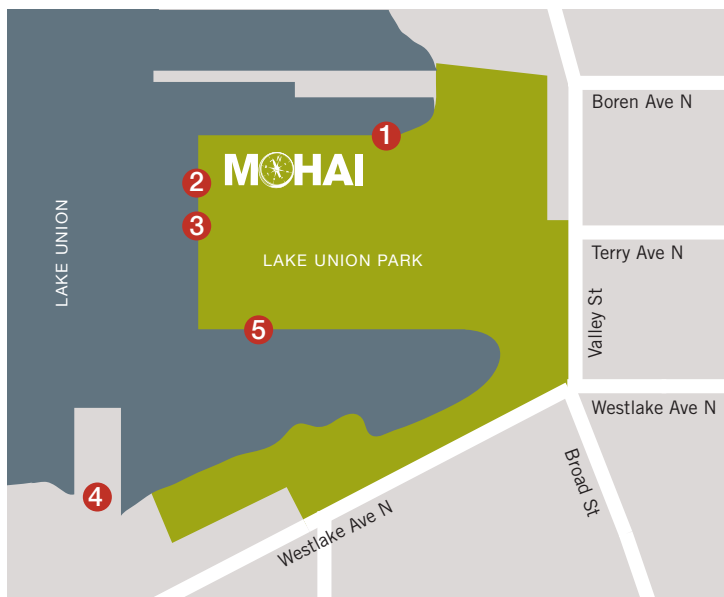 Boren Ave N
1
MOHAI
2
3
Terry Ave N
LAKE UNION PARK
LAKE UNION
Valley St
5
Westlake Ave N
Broad St
4
Westlake Ave N